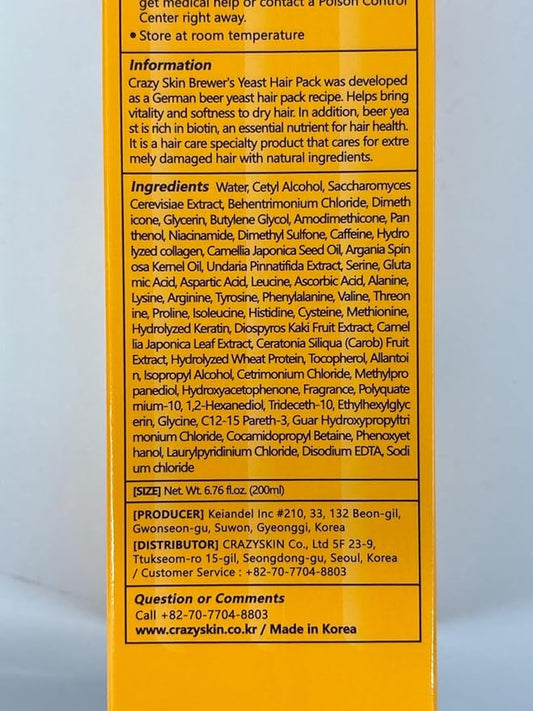 get medical help or contact a Poison Control
Center right away.
• Store at room temperature
Information
Crazy Skin Brewer's Yeast Hair Pack was developed
as a German beer yeast hair pack recipe. Helps bring
vitality and softness to dry hair. In addition, beer yea
st is rich in biotin, an essential nutrient for hair health.
It is a hair care specialty product that cares for extre
mely damaged hair with natural ingredients.
Ingredients Water, Cetyl Alcohol, Saccharomyces
Cerevisiae Extract, Behentrimonium Chloride, Dimeth
icone, Glycerin, Butylene Glycol, Amodimethicone, Pan
thenol, Niacinamide, Dimethyl Sulfone, Caffeine, Hydro
lyzed collagen, Camellia Japonica Seed Oil, Argania Spin
osa Kernel Oil, Undaria Pinnatifida Extract, Serine, Gluta
mic Acid, Aspartic Acid, Leucine, Ascorbic Acid, Alanine,
Lysine, Arginine, Tyrosine, Phenylalanine, Valine, Threon
ine, Proline, Isoleucine, Histidine, Cysteine, Methionine,
Hydrolyzed Keratin, Diospyros Kaki Fruit Extract, Camel
lia Japonica Leaf Extract, Ceratonia Siliqua (Carob) Fruit
Extract, Hydrolyzed Wheat Protein, Tocopherol, Allantoi
n, Isopropyl Alcohol, Cetrimonium Chloride, Methylpro
panediol, Hydroxyacetophenone, Fragrance, Polyquate
rnium-10, 1,2-Hexanediol, Trideceth-10, Ethylhexylglyc
erin, Glycine, C12-15 Pareth-3, Guar Hydroxypropyltri
monium Chloride, Cocamidopropyl Betaine, Phenoxyet
hanol, Laurylpyridinium Chloride, Disodium EDTA, Sodi
um chloride
[SIZE] Net. Wt. 6.76 fl.oz. (200ml)
[PRODUCER] Keiandel Inc #210, 33, 132 Beon-gil,
Gwonseon-gu, Suwon, Gyeonggi, Korea
[DISTRIBUTOR] CRAZYSKIN Co., Ltd 5F 23-9,
Ttukseom-ro 15-gil, Seongdong-gu, Seoul, Korea
/ Customer Service : +82-70-7704-8803
Question or Comments
Call +82-70-7704-8803
www.crazyskin.co.kr / Made in Korea